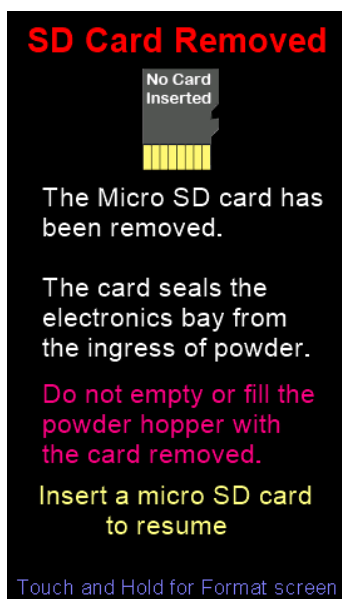 SD Card Removed
No Card
Inserted
The Micro SD card has
been removed.
The card seals the
electronics bay from
the ingress of powder.
Do not empty or fill the
powder hopper with
the card removed.
Insert a micro SD card
to resume
Touch and Hold for Format screen